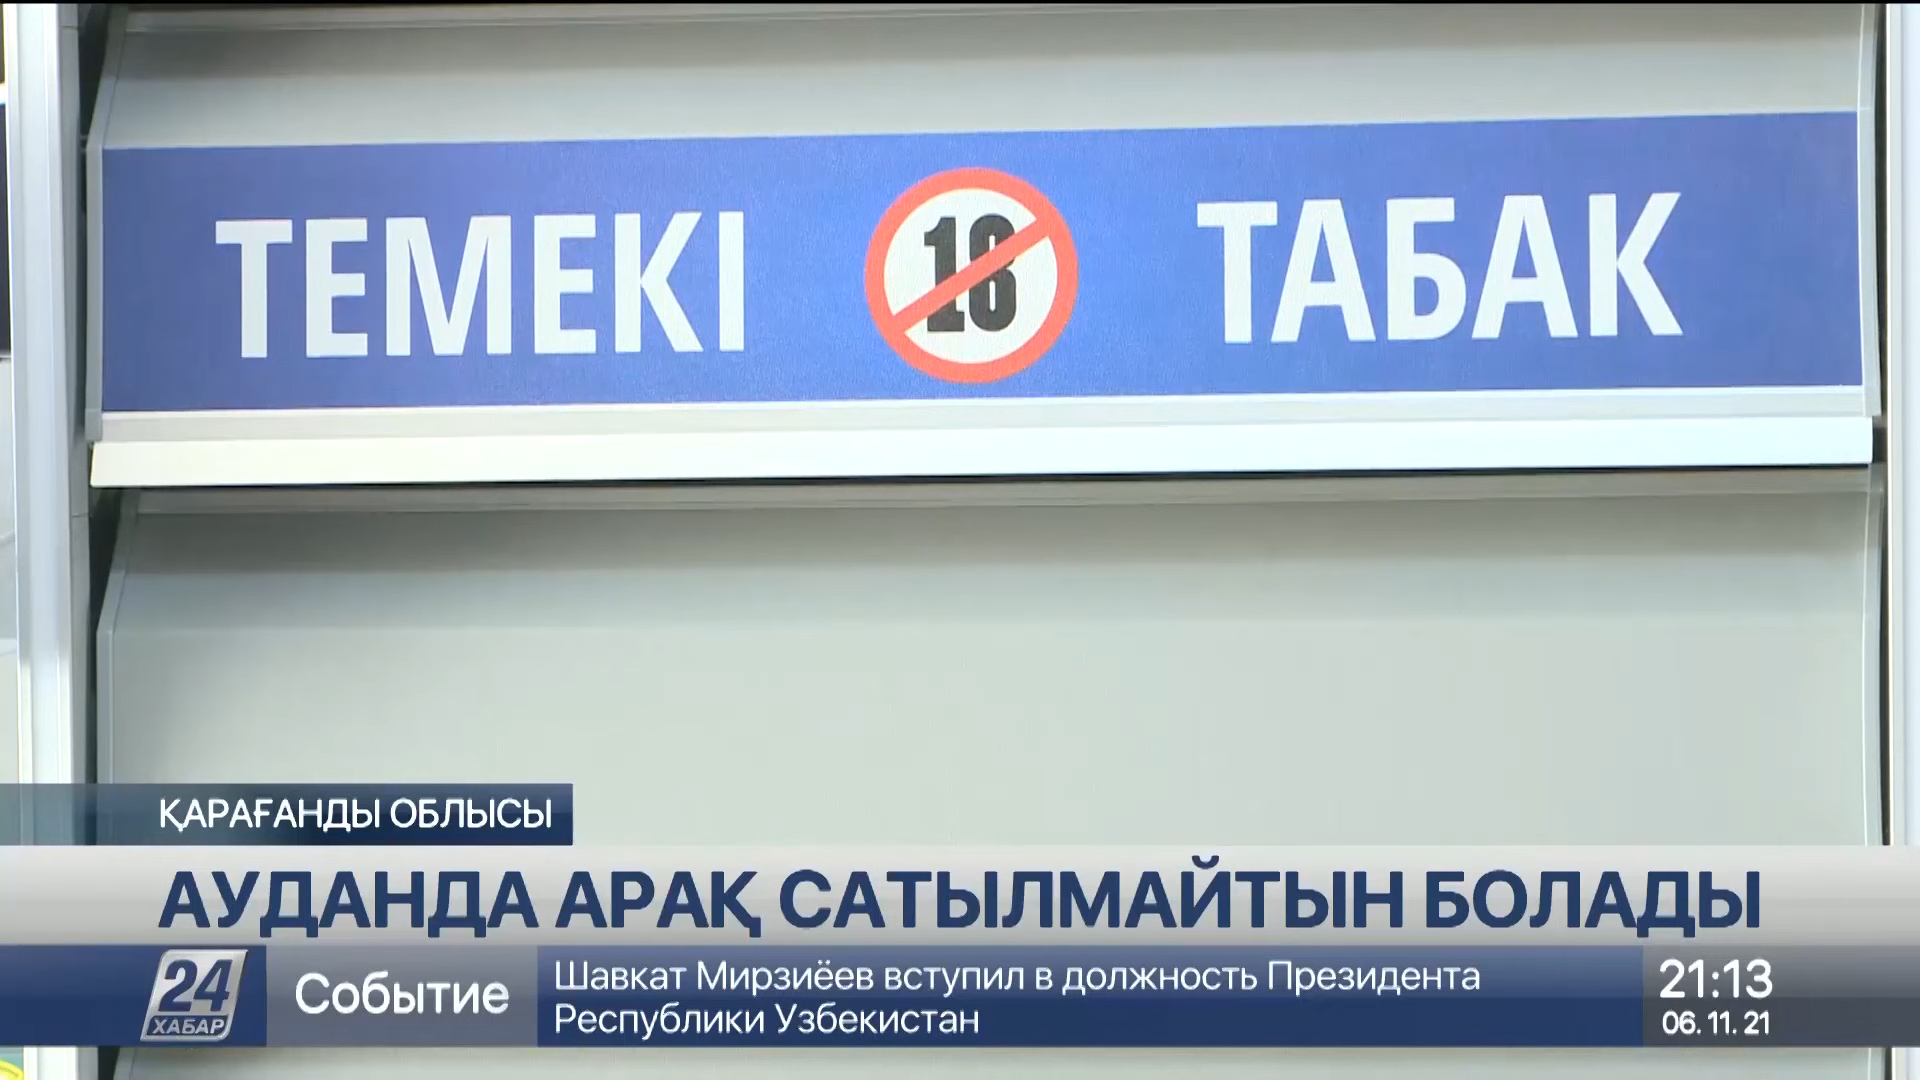 ТЕМЕКІ 18 ТАБАК
ҚАРАҒАНДЫ ОБЛЫСЫ
АУДАНДА АРАҚ САТЫЛМАЙТЫН БОЛАДЫ
24
ХАБАР
Событие
Шавкат Мирзиёев вступил в должность Президента
Республики Узбекистан
21:13
06. 11. 21